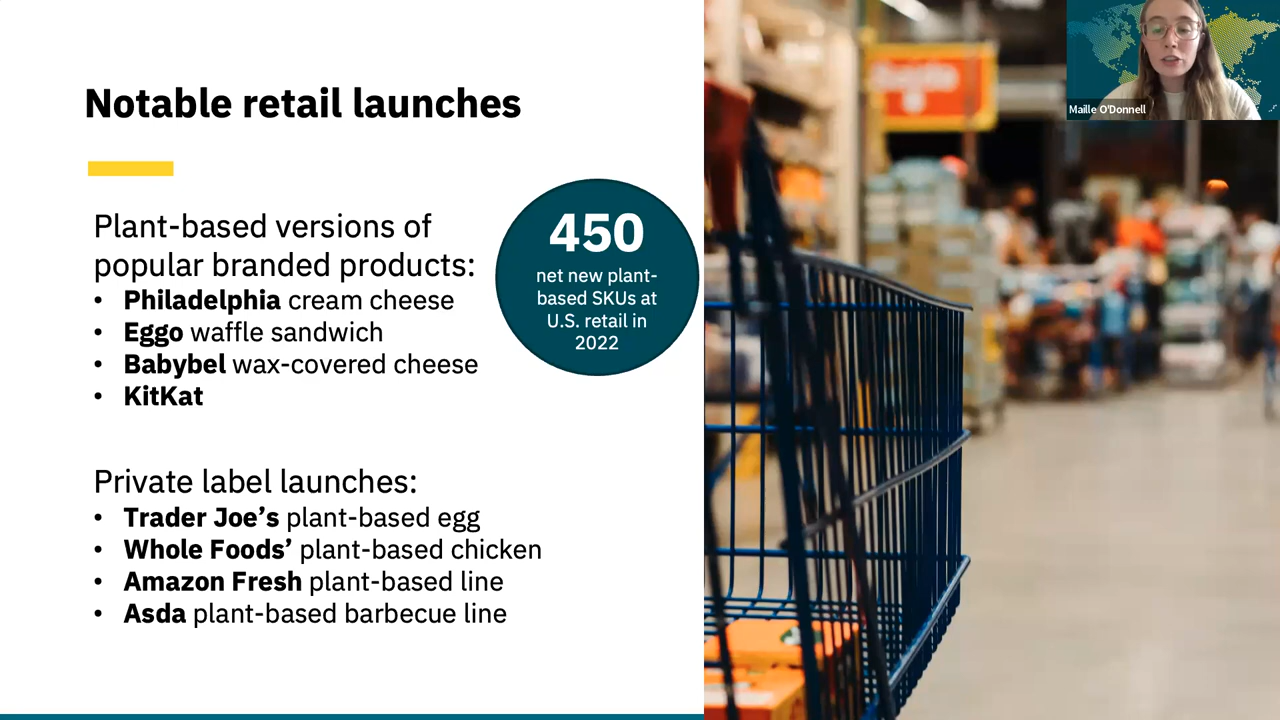 Notable retail launches
Plant-based versions of
popular branded products:
• Philadelphia cream cheese
• Eggo waffle sandwich
• Babybel wax-covered cheese
• KitKat
450
net new plant-
based SKUs at
U.S. retail in
2022
Private label launches:
• Trader Joe’s plant-based egg
• Whole Foods’ plant-based chicken
• Amazon Fresh plant-based line
• Asda plant-based barbecue line
Maille O'Donnell